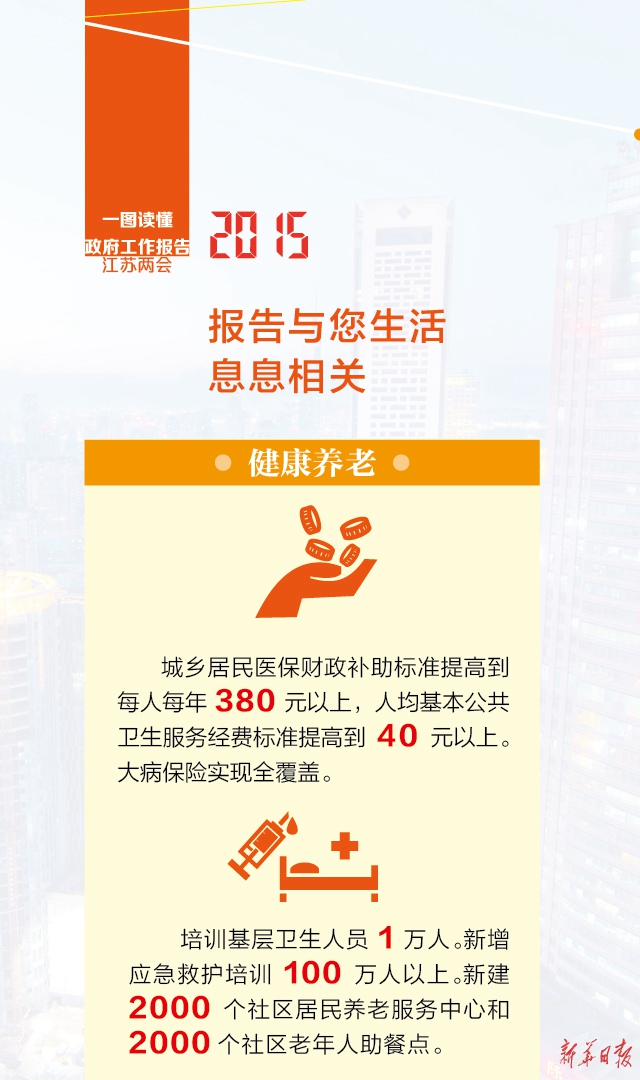 一图读懂
政府工作报告
江苏两会
2015
报告与您生活
息息相关
健康养老
城乡居民医保财政补助标准提高到
每人每年 380 元以上，人均基本公共
卫生服务经费标准提高到 40 元以上。
大病保险实现全覆盖。
培训基层卫生人员 1 万人。新增
应急救护培训 100 万人以上。新建
2000 个社区居民养老服务中心和
2000 个社区老年人助餐点。
新华日报